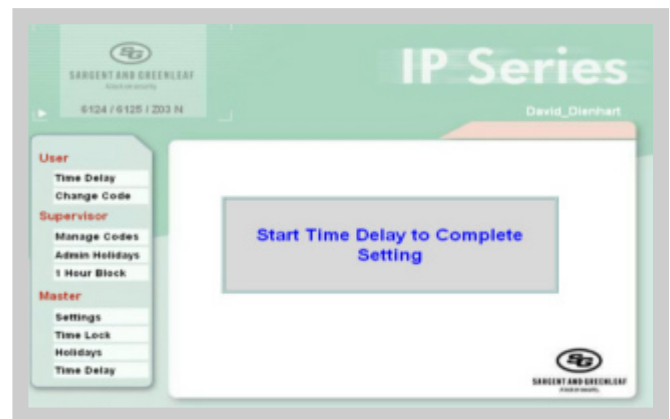 SG
SARGENT AND GREENLEAF
6124 / 6125 / Z03 N
IP Series
David_Dienhart
User
Time Delay
Change Code
Supervisor
Manage Codes
Admin Holidays
1 Hour Block
Master
Settings
Time Lock
Holidays
Time Delay
Start Time Delay to Complete
Setting
SG
SARGENT AND GREENLEAF